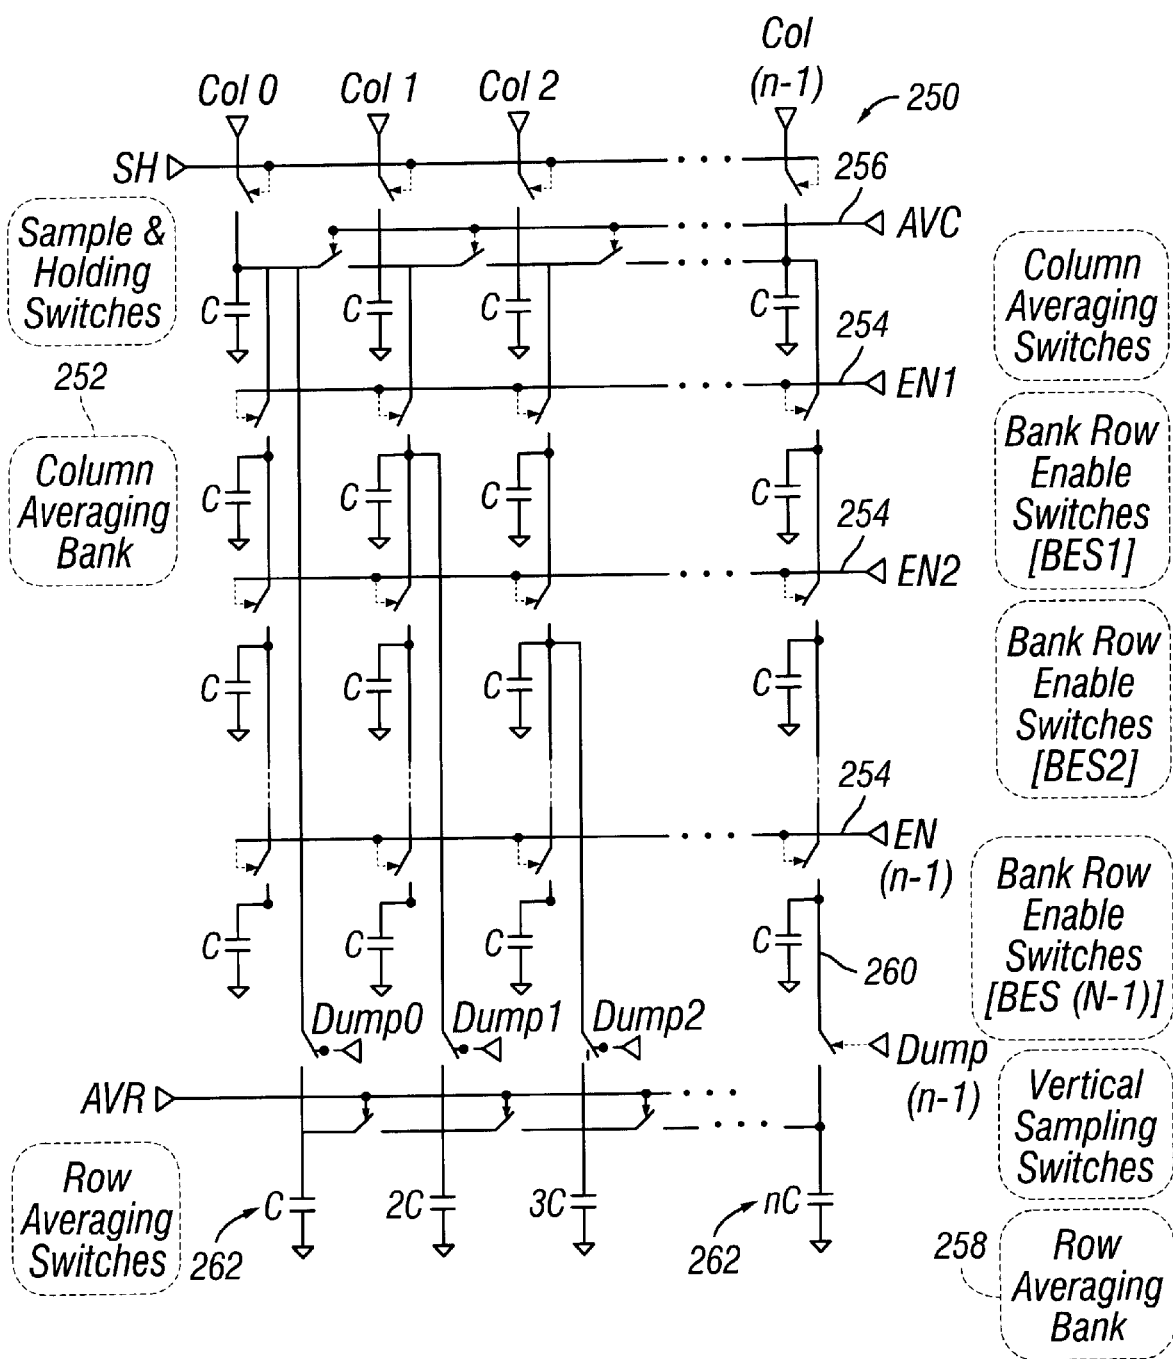 Col 0
Col 1
Col 2
Col
(n-1)
250
SH
256
AVC
Sample &
Holding
Switches
Column
Averaging
Switches
C
C
C
C
254
EN1
252
Column
Averaging
Bank
Bank Row
Enable
Switches
[BES1]
C
C
C
C
254
EN2
Bank Row
Enable
Switches
[BES2]
C
C
C
C
254
EN
(n-1)
Bank Row
Enable
Switches
[BES (N-1)]
C
C
C
C
260
Dump0
Dump1
Dump2
Dump
(n-1)
AVR
Vertical
Sampling
Switches
Row
Averaging
Switches
262
C
2C
3C
262
nC
258
Row
Averaging
Bank